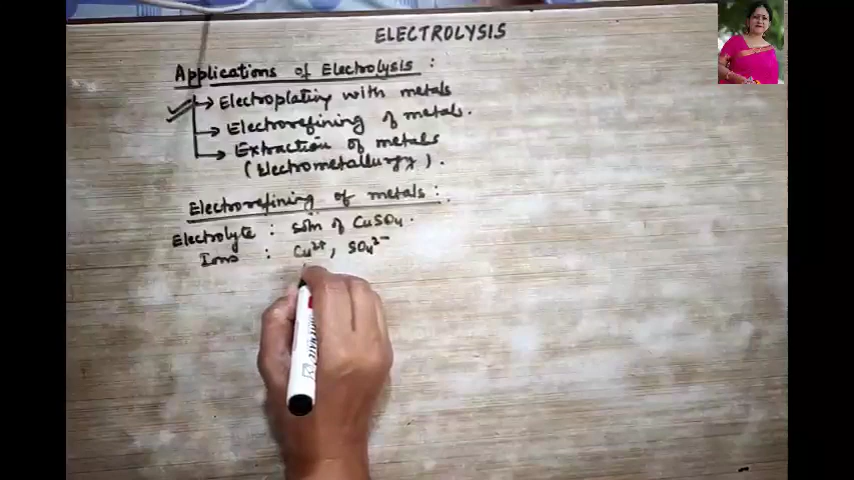 ELECTROLYSIS
Applications of Electrolysis :
→ Electroplating with metals
→ Electrorefining of metals.
→ Extraction of metals
(Electrometallurgy).
Electrorefining of metals :
Electrolyte : soln of CuSO₄.
Ions : Cu²⁺, SO₄²⁻